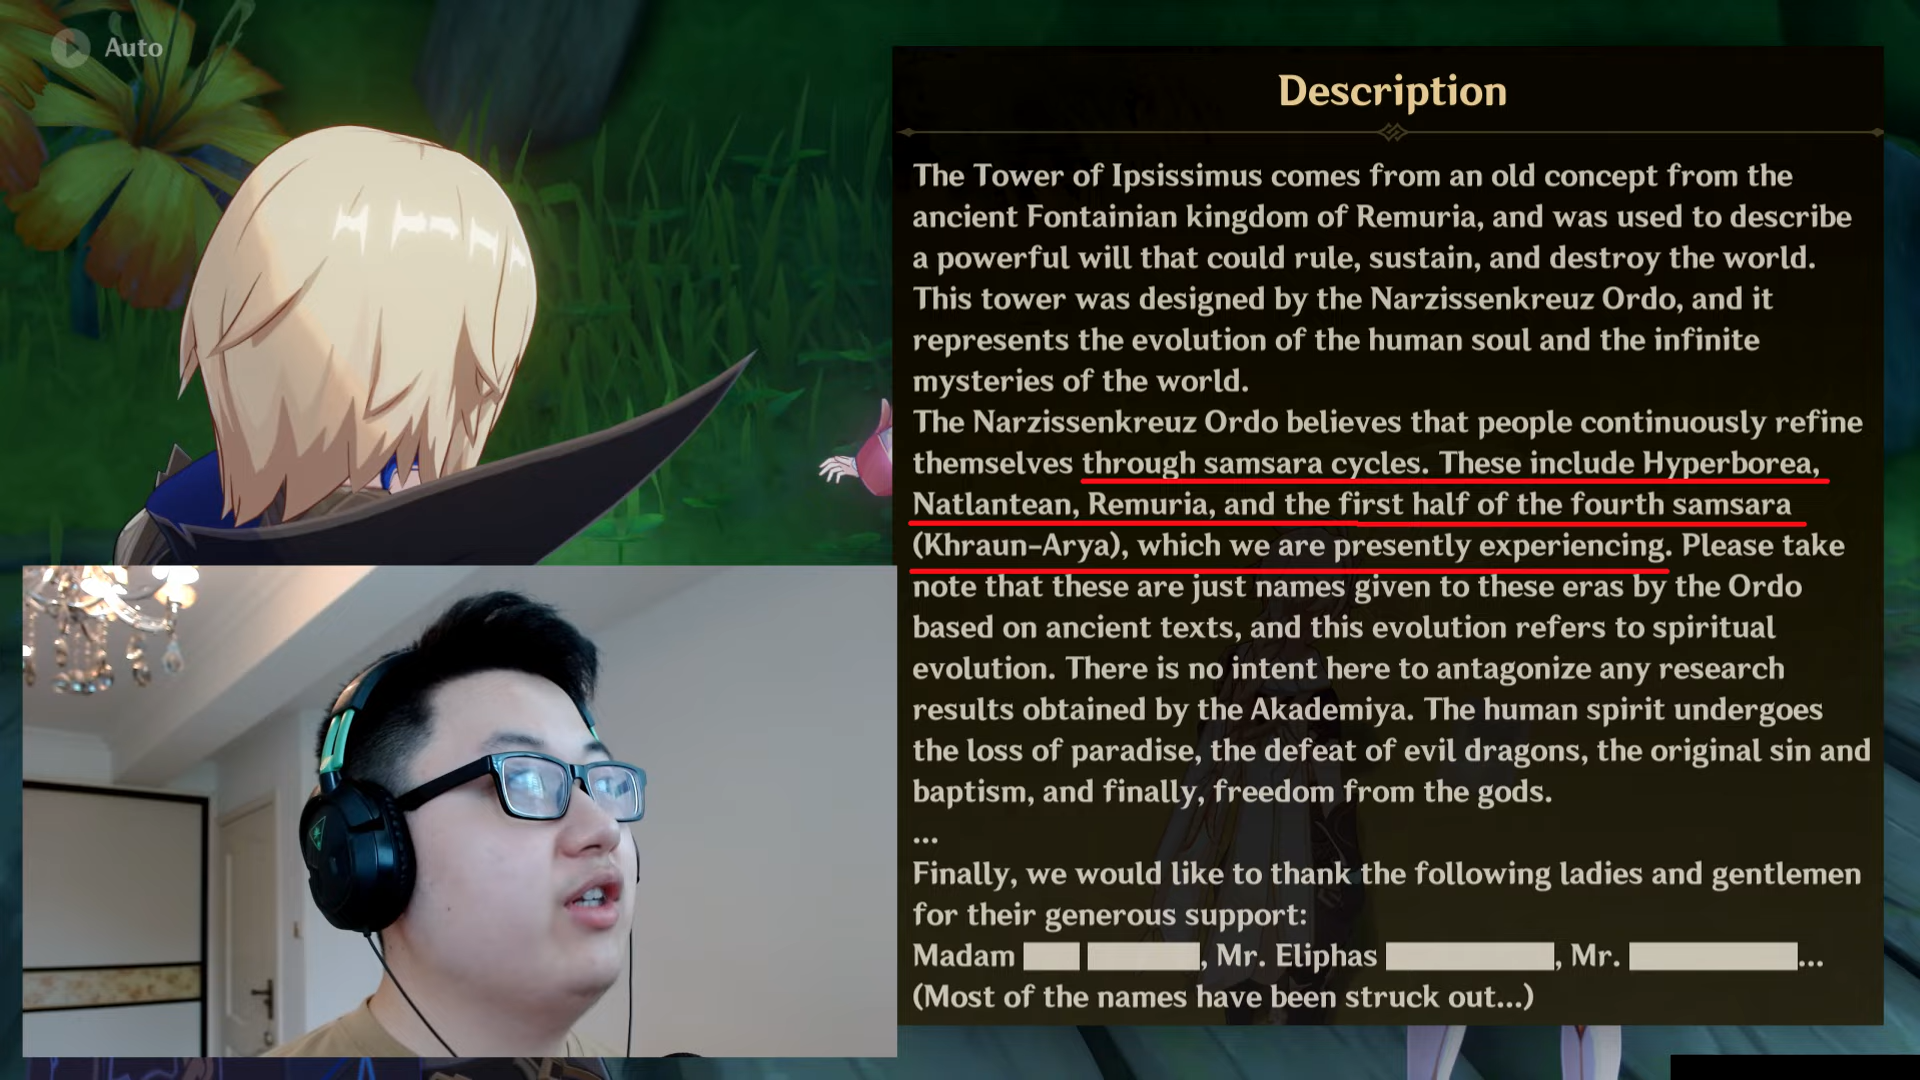 Auto
Description
The Tower of Ipsissimus comes from an old concept from the
ancient Fontainian kingdom of Remuria, and was used to describe
a powerful will that could rule, sustain, and destroy the world.
This tower was designed by the Narzissenkreuz Ordo, and it
represents the evolution of the human soul and the infinite
mysteries of the world.
The Narzissenkreuz Ordo believes that people continuously refine
themselves through samsara cycles. These include Hyperborea,
Natlantean, Remuria, and the first half of the fourth samsara
(Khraun-Arya), which we are presently experiencing. Please take
note that these are just names given to these eras by the Ordo
based on ancient texts, and this evolution refers to spiritual
evolution. There is no intent here to antagonize any research
results obtained by the Akademiya. The human spirit undergoes
the loss of paradise, the defeat of evil dragons, the original sin and
baptism, and finally, freedom from the gods.
...
Finally, we would like to thank the following ladies and gentlemen
for their generous support:
Madam , Mr. Eliphas , Mr. ...
(Most of the names have been struck out...)